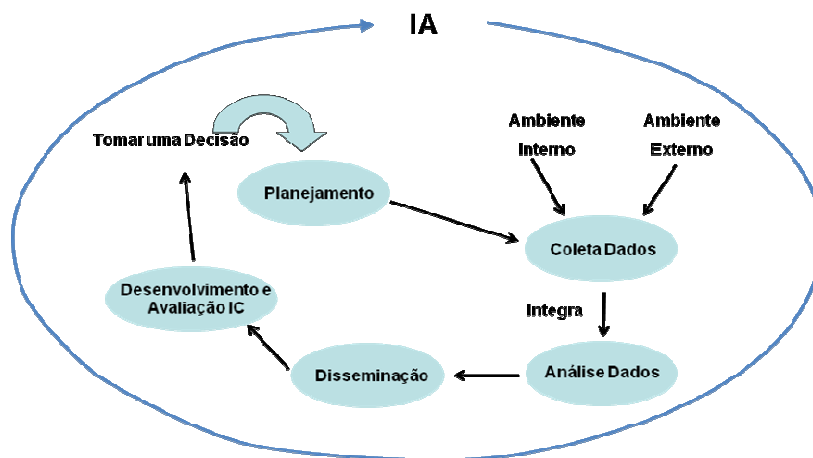 IA
Tomar uma Decisão
Ambiente
Interno
Ambiente
Externo
Planejamento
Coleta Dados
Integra
Análise Dados
Disseminação
Desenvolvimento e
Avaliação IC